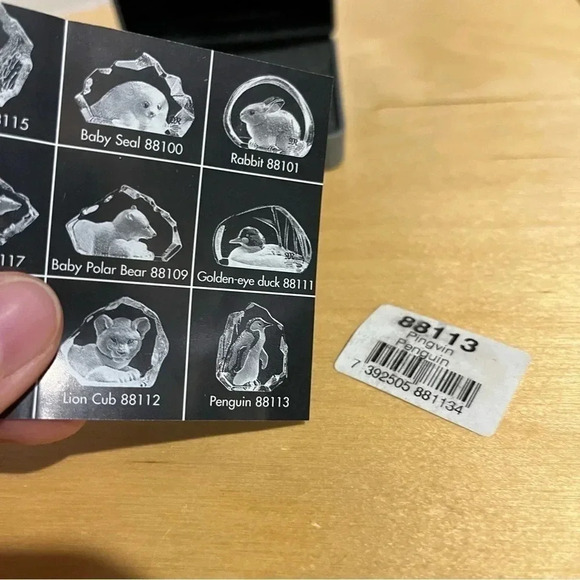 8115
Baby Seal 88100
Rabbit 88101
117
Baby Polar Bear 88109
Golden-eye duck 88111
Lion Cub 88112
Penguin 88113
88113
Pingvin
Penguin
7 392505 881134